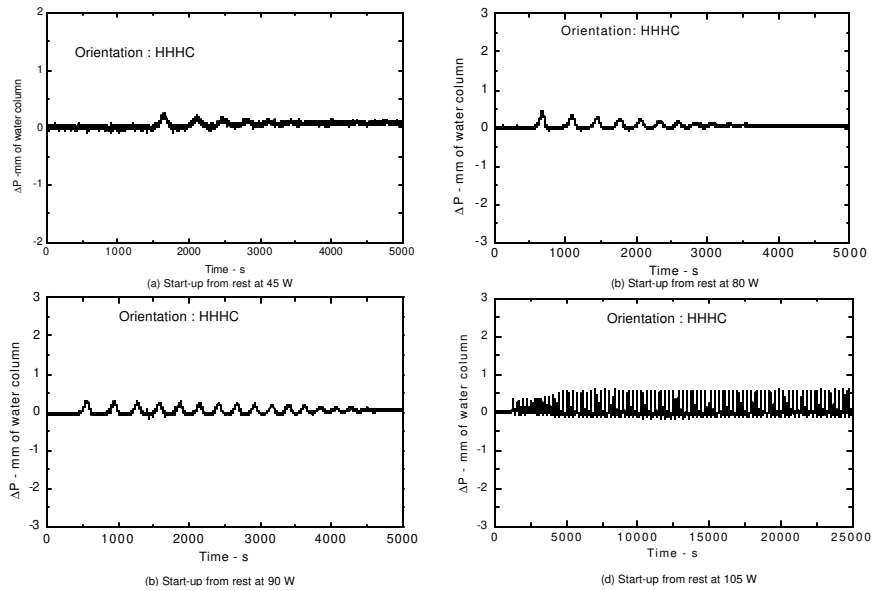 2
1
0
-1
-2
ΔP -mm of water column
Orientation : HHHC
0 1000 2000 3000 4000 5000
Time - s
(a) Start-up from rest at 45 W
3
2
1
0
-1
-2
-3
ΔP - mm of water column
Orientation: HHHC
0 1000 2000 3000 4000 5000
Time - s
(b) Start-up from rest at 80 W
3
2
1
0
-1
-2
-3
ΔP - mm of water column
Orientation : HHHC
0 1000 2000 3000 4000 5000
Time - s
(b) Start-up from rest at 90 W
3
2
1
0
-1
-2
-3
ΔP - mm of water column
Orientation : HHHC
0 5000 10000 15000 20000 25000
Time - s
(d) Start-up from rest at 105 W